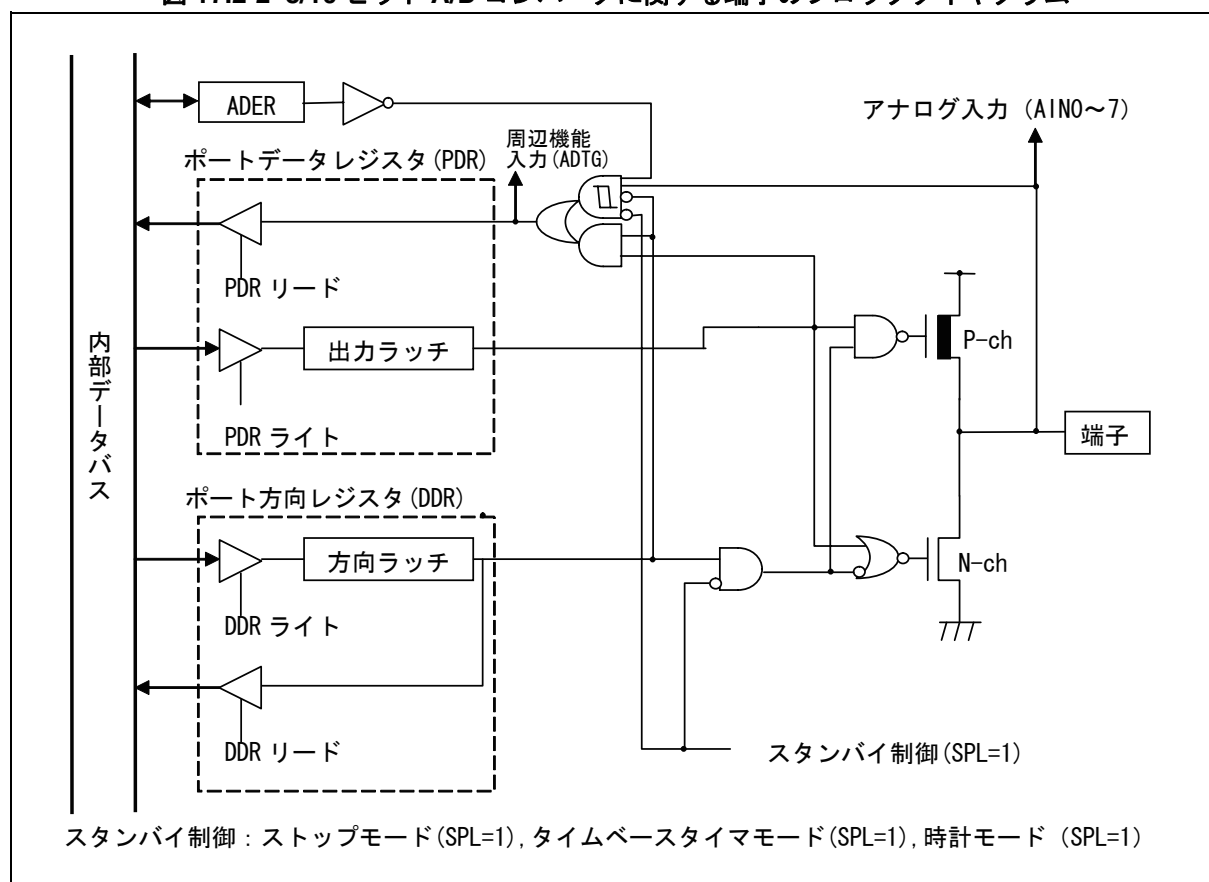 ADER
アナログ入力 (AIN0～7)
周辺機能
入力(ADTG)
ポートデータレジスタ(PDR)
PDR リード
内部データバス
出力ラッチ
P-ch
PDR ライト
端子
ポート方向レジスタ(DDR)
方向ラッチ
N-ch
DDR ライト
DDR リード
スタンバイ制御(SPL=1)
スタンバイ制御：ストップモード(SPL=1),タイムベースタイマモード(SPL=1),時計モード (SPL=1)